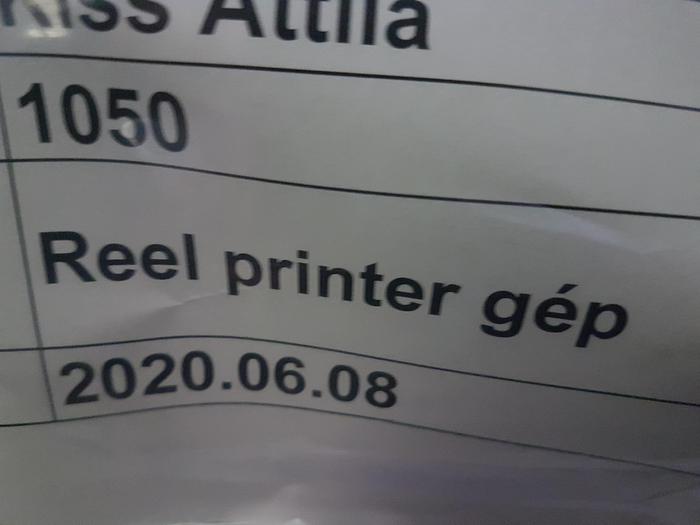 Kiss Attila
1050
Reel printer gép
2020.06.08